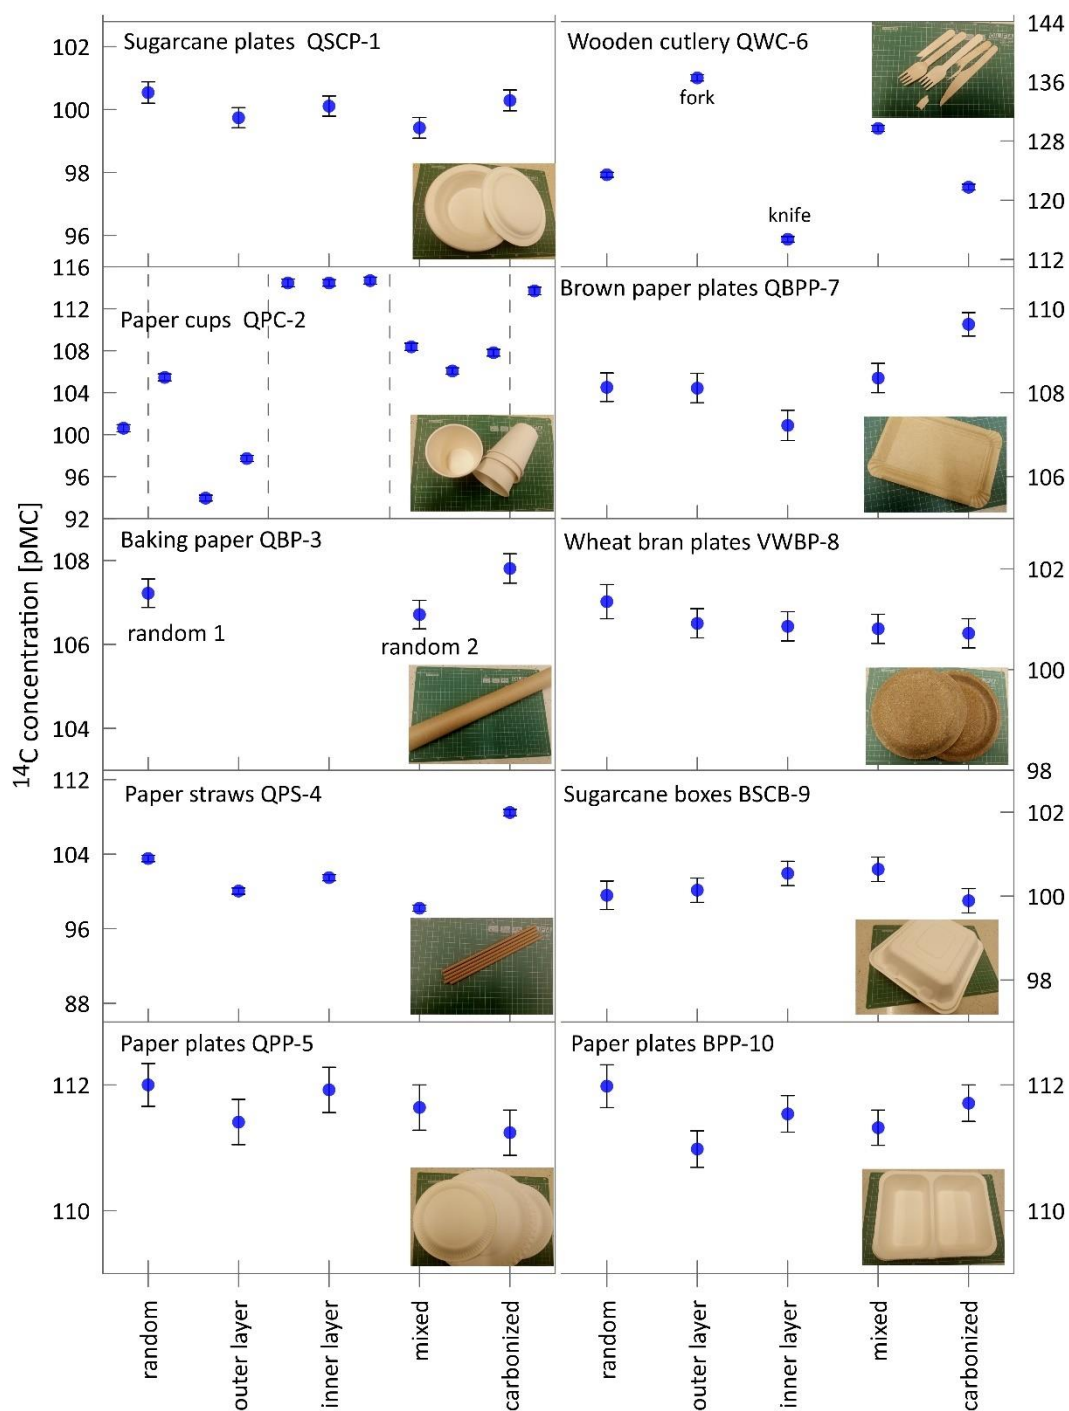 Sugarcane plates QSCP-1
102
100
98
96
Wooden cutlery QWC-6
fork
knife
144
136
128
120
112
Paper cups QPC-2
116
112
108
104
100
96
92
Brown paper plates QBPP-7
110
108
106
Baking paper QBP-3
random 1
random 2
108
106
104
Wheat bran plates VWBP-8
102
100
98
14C concentration [pMC]
Paper straws QPS-4
112
104
96
88
Sugarcane boxes BSCB-9
102
100
98
Paper plates QPP-5
112
110
Paper plates BPP-10
112
110
random
outer layer
inner layer
mixed
carbonized
random
outer layer
inner layer
mixed
carbonized